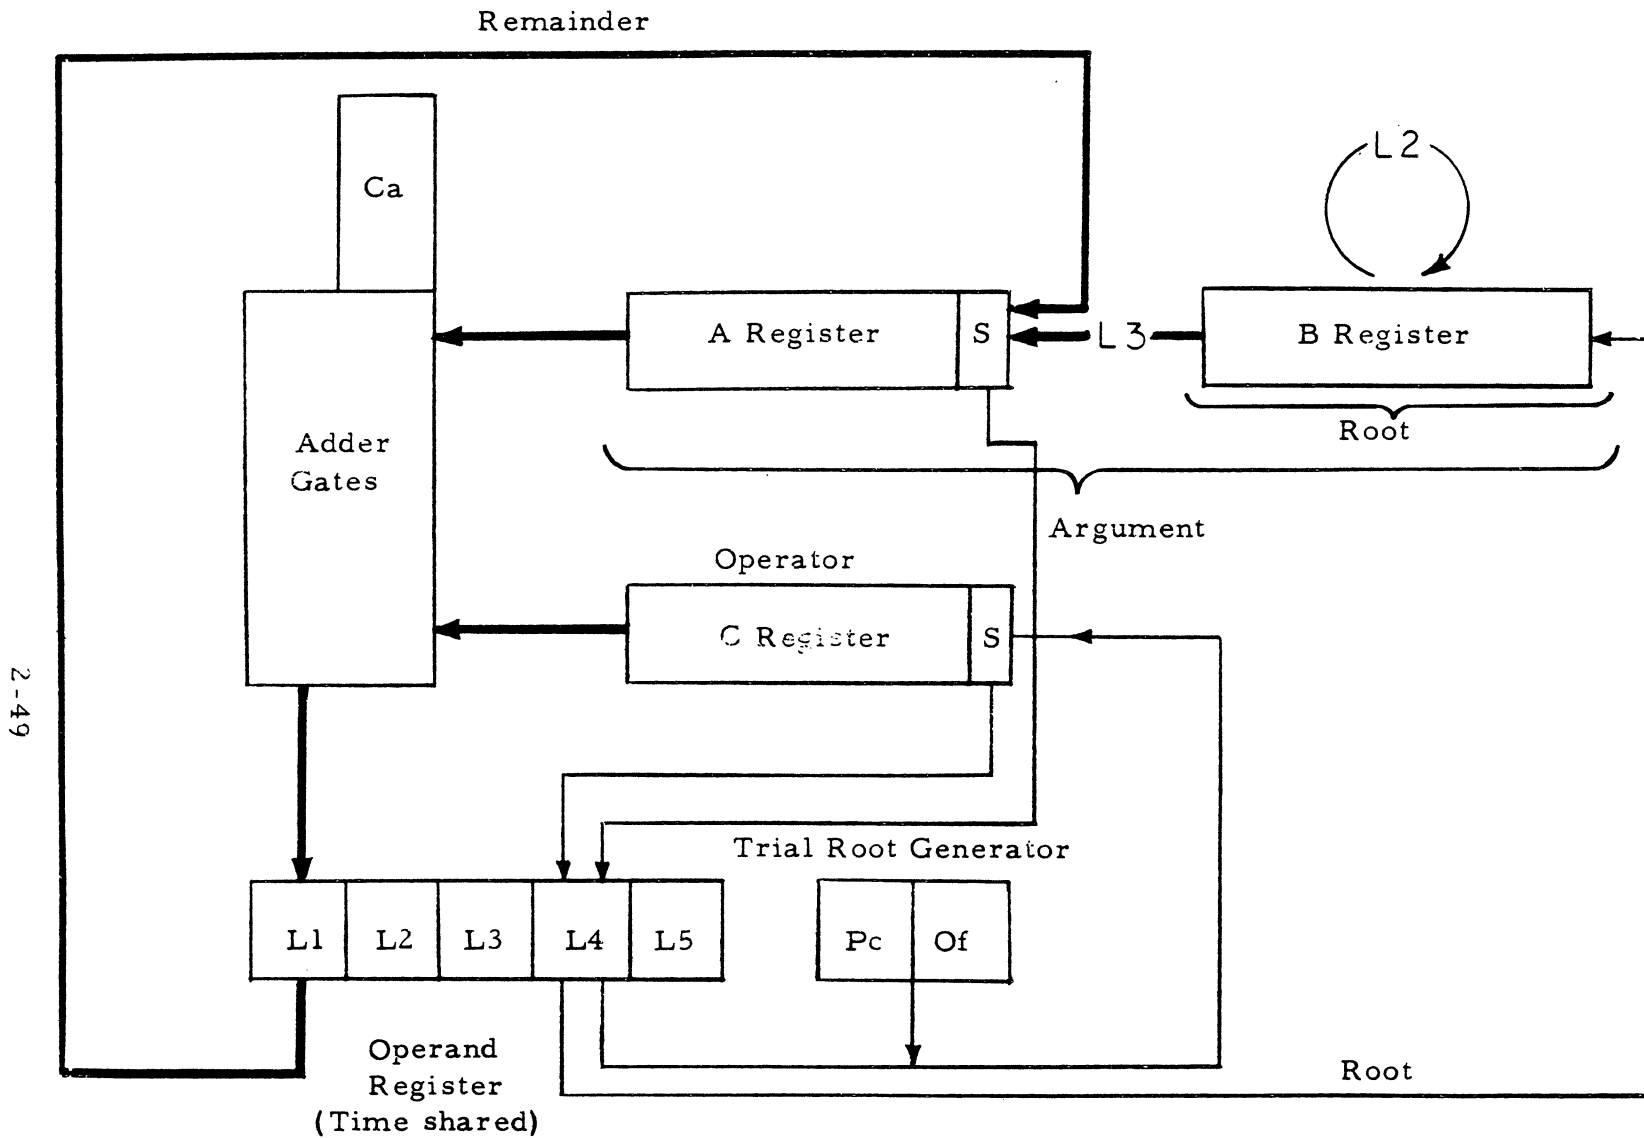 Remainder
Ca
L2
A Register
S
L3
B Register
Root
Adder
Gates
Argument
Operator
C Register
S
2-49
Trial Root Generator
L1
L2
L3
L4
L5
Pc
Of
Operand
Register
(Time shared)
Root